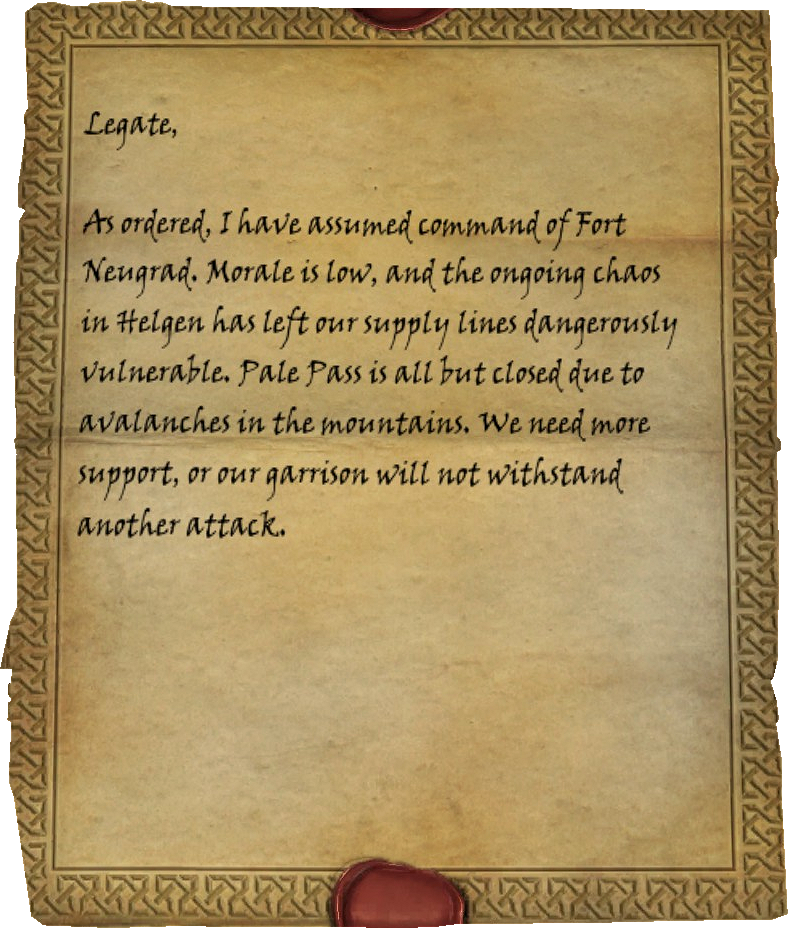 Legate,
As ordered, I have assumed command of Fort
Neugrad. Morale is low, and the ongoing chaos
in Helgen has left our supply lines dangerously
vulnerable. Pale Pass is all but closed due to
avalanches in the mountains. We need more
support, or our garrison will not withstand
another attack.